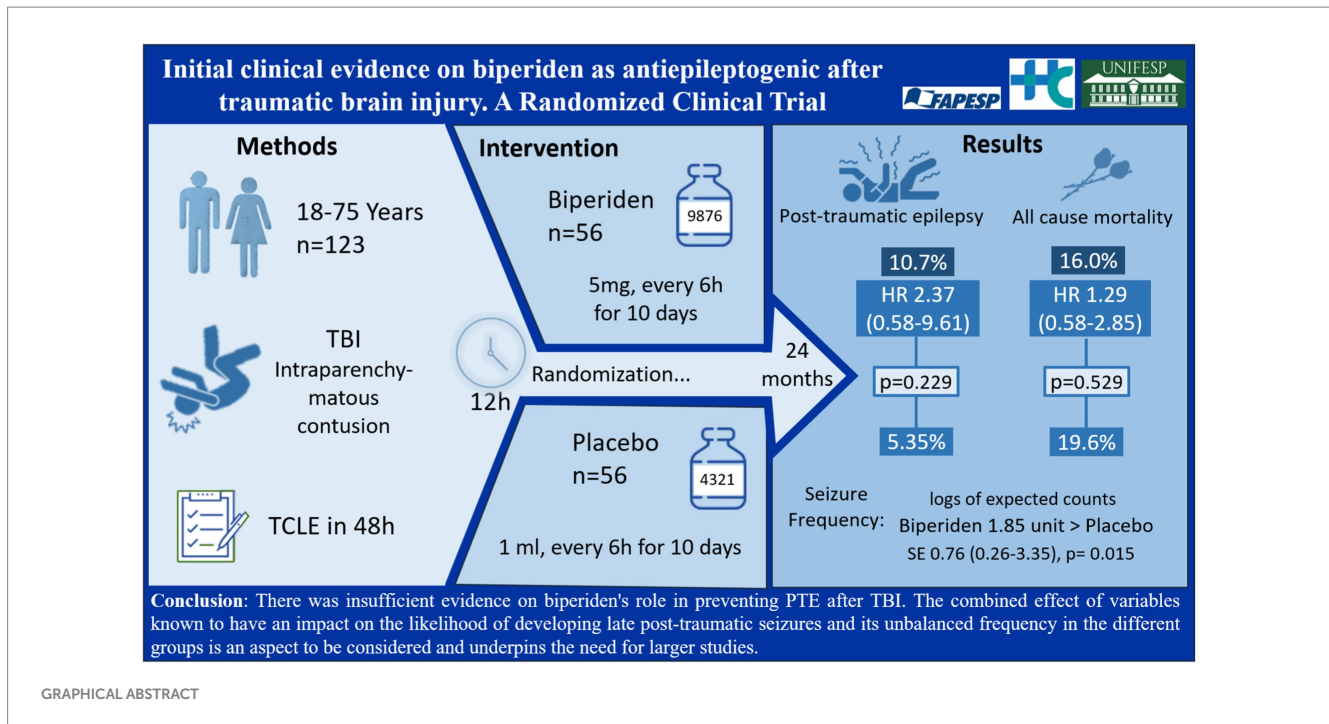 Initial clinical evidence on biperiden as antiepileptogenic after
traumatic brain injury. A Randomized Clinical Trial
FAPESP
HC
UNIFESP
Methods
18-75 Years
n=123
TBI
Intraparenchy-
matous
contusion
TCLE in 48h
12h
Intervention
Biperiden
n=56
9876
5mg, every 6h
for 10 days
Randomization...
24
months
Placebo
n=56
4321
1 ml, every 6h for 10 days
Results
Post-traumatic epilepsy
10.7%
HR 2.37
(0.58-9.61)
p=0.229
5.35%
All cause mortality
16.0%
HR 1.29
(0.58-2.85)
p=0.529
19.6%
Seizure
Frequency:
logs of expected counts
Biperiden 1.85 unit > Placebo
SE 0.76 (0.26-3.35), p= 0.015
Conclusion: There was insufficient evidence on biperiden's role in preventing PTE after TBI. The combined effect of variables
known to have an impact on the likelihood of developing late post-traumatic seizures and its unbalanced frequency in the different
groups is an aspect to be considered and underpins the need for larger studies.
GRAPHICAL ABSTRACT